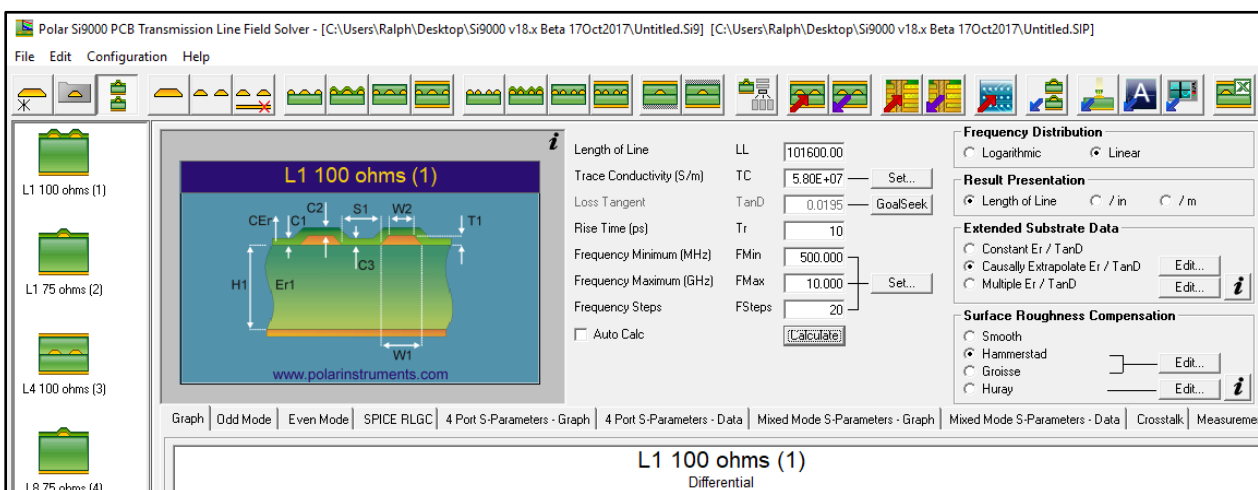 Polar Si9000 PCB Transmission Line Field Solver - [C:\Users\Ralph\Desktop\Si9000 v18.x Beta 17Oct2017\Untitled.Si9] [C:\Users\Ralph\Desktop\Si9000 v18.x Beta 17Oct2017\Untitled.SIP]
File Edit Configuration Help
A
L1 100 ohms (1)
L1 75 ohms (2)
L4 100 ohms (3)
L8 75 ohms (4)
i
L1 100 ohms (1)
C2 S1 W2
CEr C1 T1
C3
H1 Er1
W1
www.polarinstruments.com
Length of Line LL 101600.00
Trace Conductivity (S/m) TC 5.80E+07 Set...
Loss Tangent TanD 0.0195 GoalSeek
Rise Time (ps) Tr 10
Frequency Minimum (MHz) FMin 500.000
Frequency Maximum (GHz) FMax 10.000 Set...
Frequency Steps FSteps 20
Auto Calc Calculate
Frequency Distribution
Logarithmic Linear
Result Presentation
Length of Line / in / m
Extended Substrate Data
Constant Er / TanD
Causally Extrapolate Er / TanD Edit...
Multiple Er / TanD Edit... i
Surface Roughness Compensation
Smooth
Hammerstad
Groisse Edit...
Huray Edit... i
Graph Odd Mode Even Mode SPICE RLGC 4 Port S-Parameters - Graph 4 Port S-Parameters - Data Mixed Mode S-Parameters - Graph Mixed Mode S-Parameters - Data Crosstalk Measureme
L1 100 ohms (1)
Differential